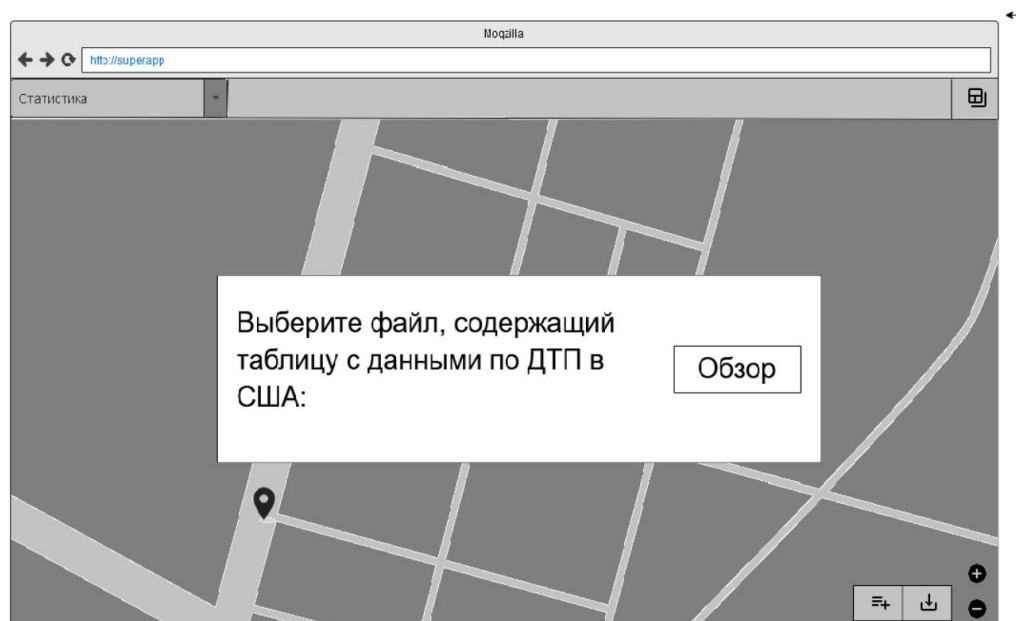 Moqzilla
http://superapp
Статистика
Выберите файл, содержащий
таблицу с данными по ДТП в
США:
Обзор